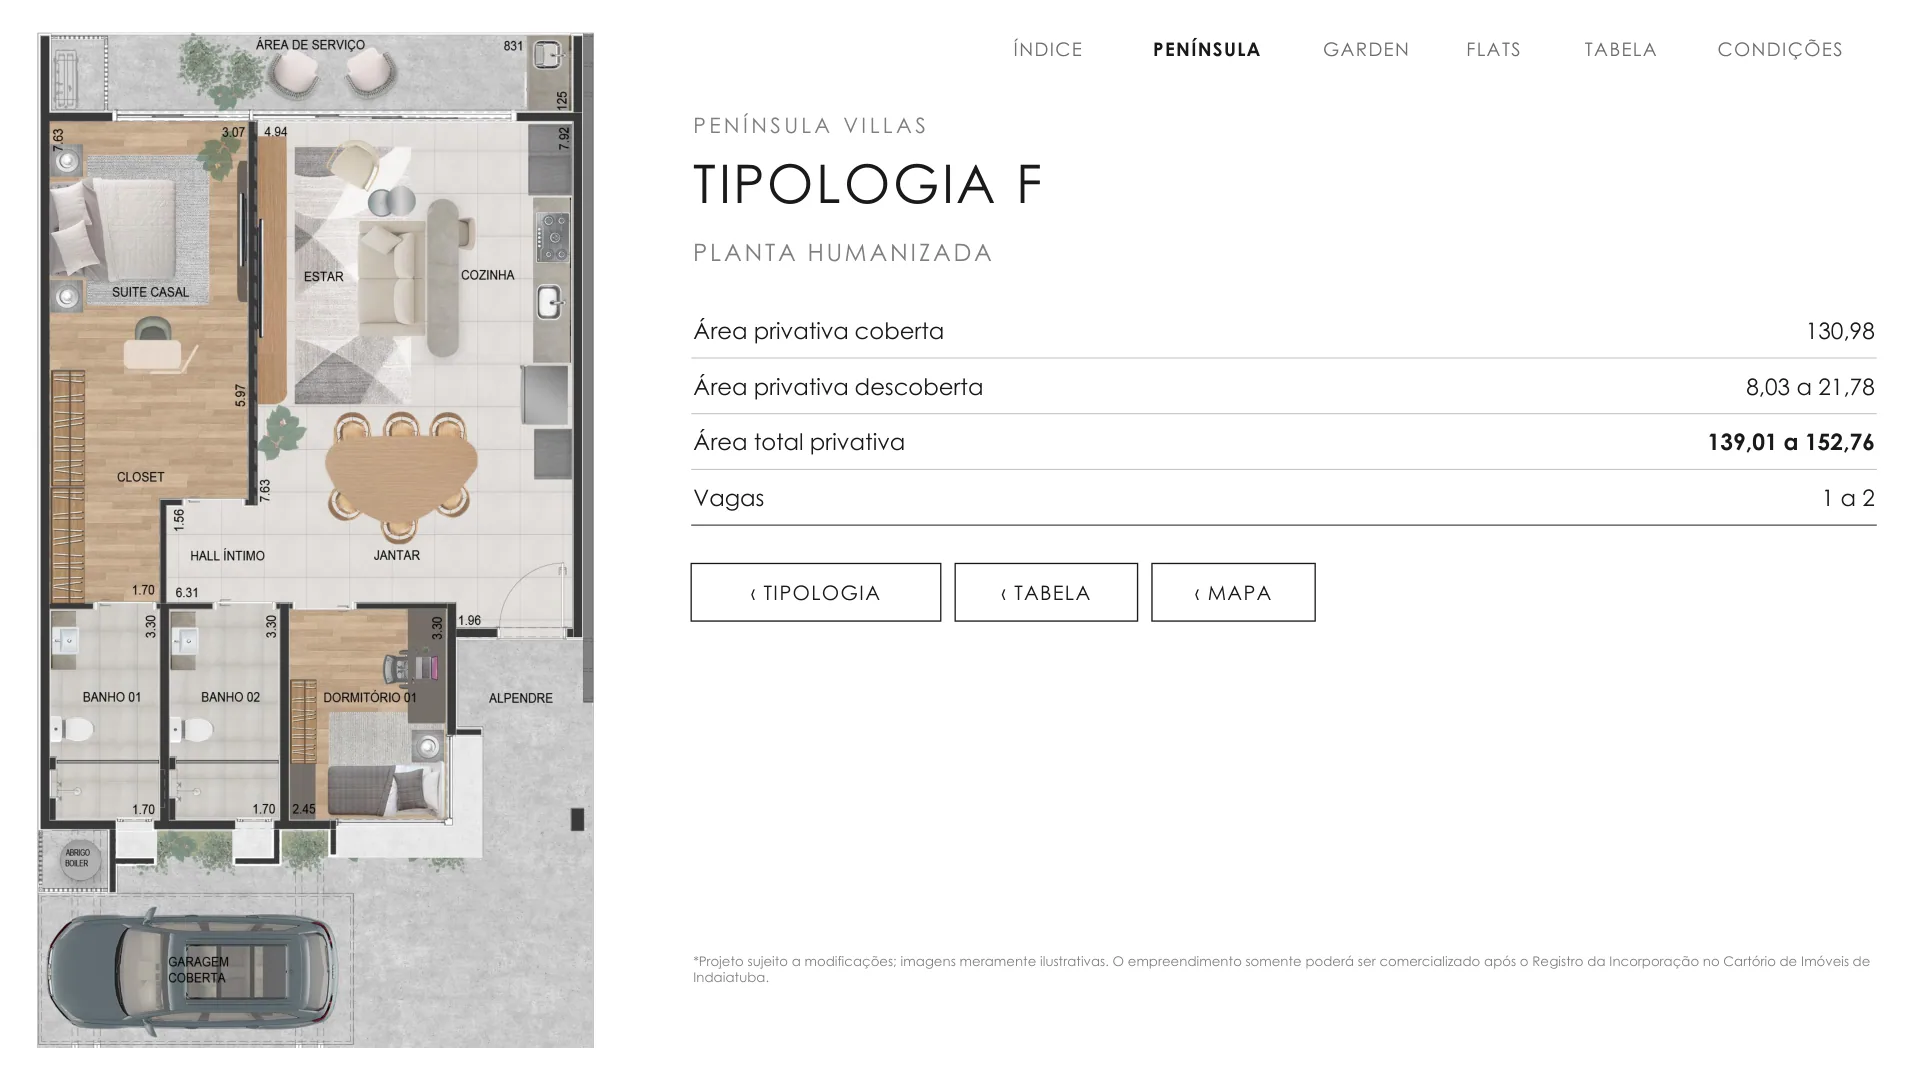 ÍNDICE PENÍNSULA GARDEN FLATS TABELA CONDIÇÕES
PENÍNSULA VILLAS
TIPOLOGIA F
PLANTA HUMANIZADA
Área privativa coberta 130,98
Área privativa descoberta 8,03 a 21,78
Área total privativa 139,01 a 152,76
Vagas 1 a 2
‹ TIPOLOGIA ‹ TABELA ‹ MAPA
*Projeto sujeito a modificações; imagens meramente ilustrativas. O empreendimento somente poderá ser comercializado após o Registro da Incorporação no Cartório de Imóveis de
Indaiatuba.
ÁREA DE SERVIÇO 831
125
7.63 3.07 4.94 7.92
ESTAR COZINHA
SUITE CASAL
5.97
CLOSET
7.63
1.56
HALL ÍNTIMO JANTAR
1.70 6.31
3.30 3.30 3.30 1.96
BANHO 01 BANHO 02 DORMITÓRIO 01 ALPENDRE
1.70 1.70 2.45
ABRIGO
BOILER
GARAGEM
COBERTA